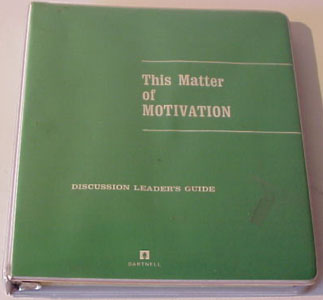 This Matter
of
MOTIVATION
DISCUSSION LEADER'S GUIDE
DARTNELL